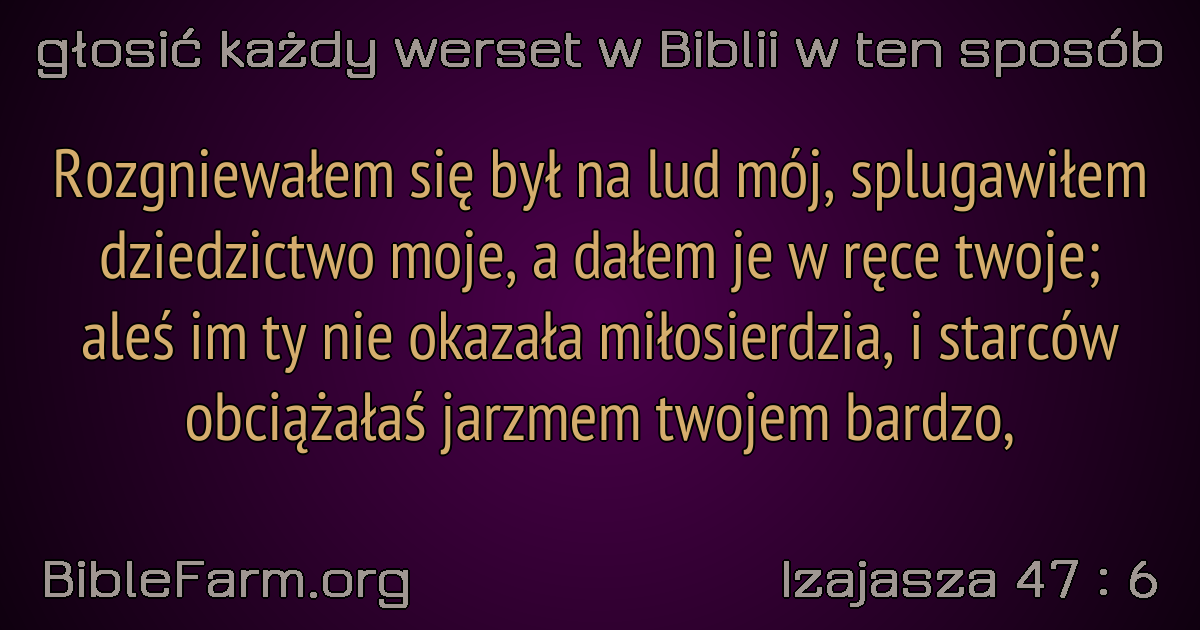 głosić każdy werset w Biblii w ten sposób
Rozgniewałem się był na lud mój, splugawiłem
dziedzictwo moje, a dałem je w ręce twoje;
aleś im ty nie okazała miłosierdzia, i starców
obciążałaś jarzmem twojem bardzo,
BibleFarm.org
Izajasza 47 : 6